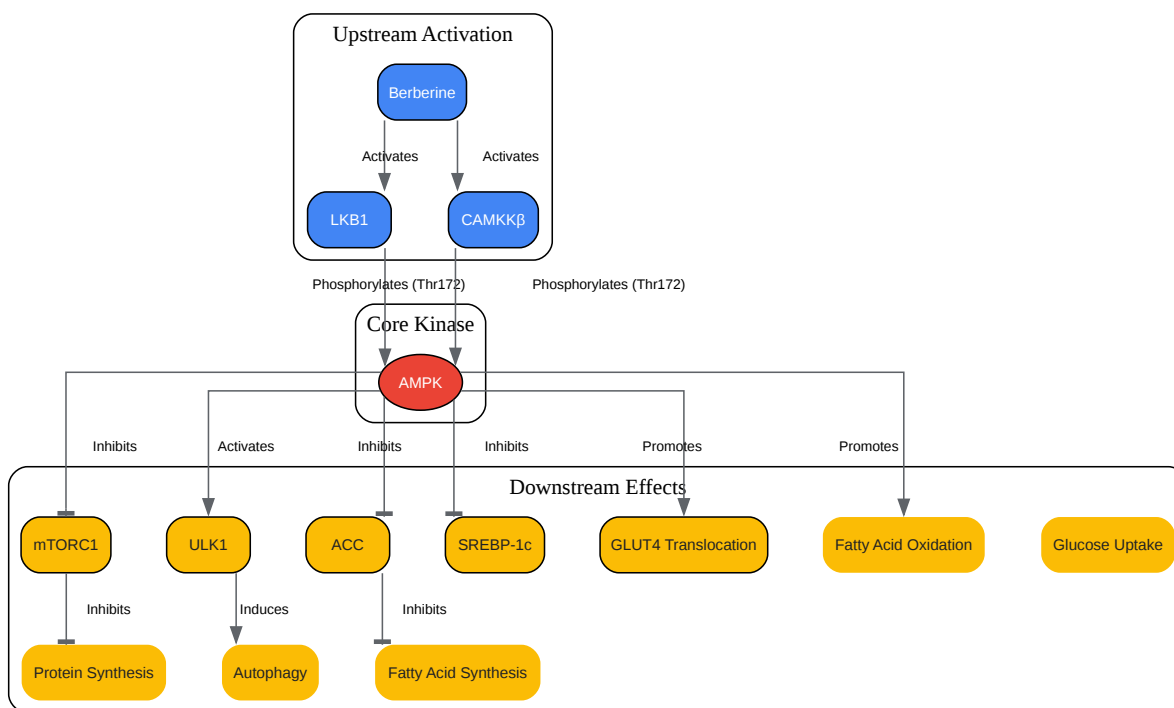 Upstream Activation
Berberine
Activates
Activates
LKB1
CAMKKβ
Phosphorylates (Thr172)
Phosphorylates (Thr172)
Core Kinase
AMPK
Inhibits
Activates
Inhibits
Inhibits
Promotes
Promotes
Downstream Effects
mTORC1
ULK1
ACC
SREBP-1c
GLUT4 Translocation
Fatty Acid Oxidation
Glucose Uptake
Inhibits
Induces
Inhibits
Protein Synthesis
Autophagy
Fatty Acid Synthesis